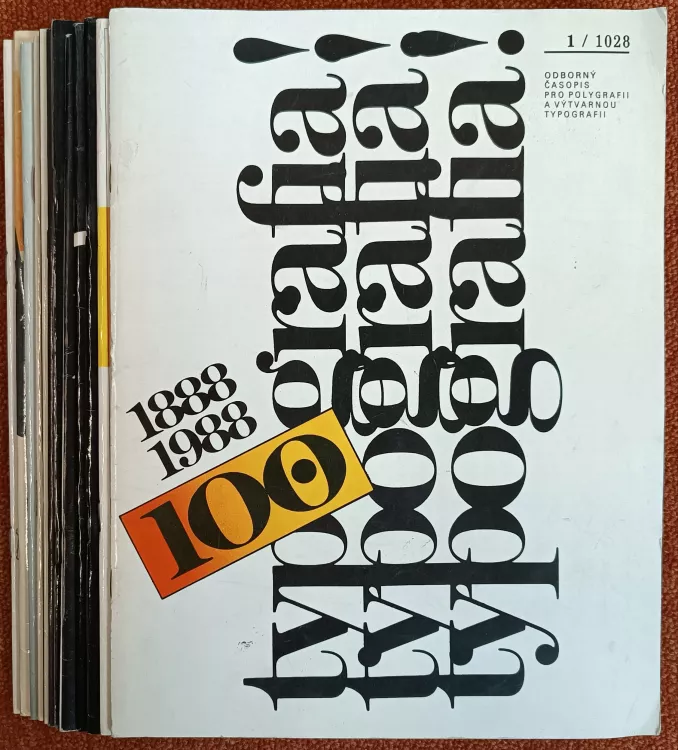 1 / 1028
ODBORNÝ
ČASOPIS
PRO POLYGRAFII
A VÝTVARNOU
TYPOGRAFII
typografia!
typografia!
typografia!
1888
1988
100